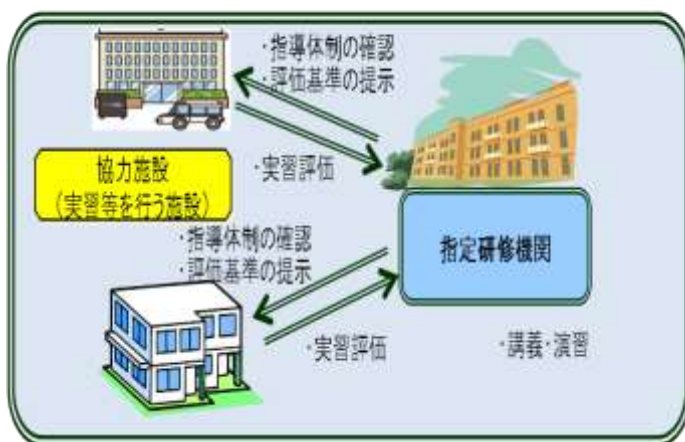 ・指導体制の確認
・評価基準の提示
・実習評価
協力施設
（実習等を行う施設）
・指導体制の確認
・評価基準の提示
指定研修機関
・実習評価
・講義・演習